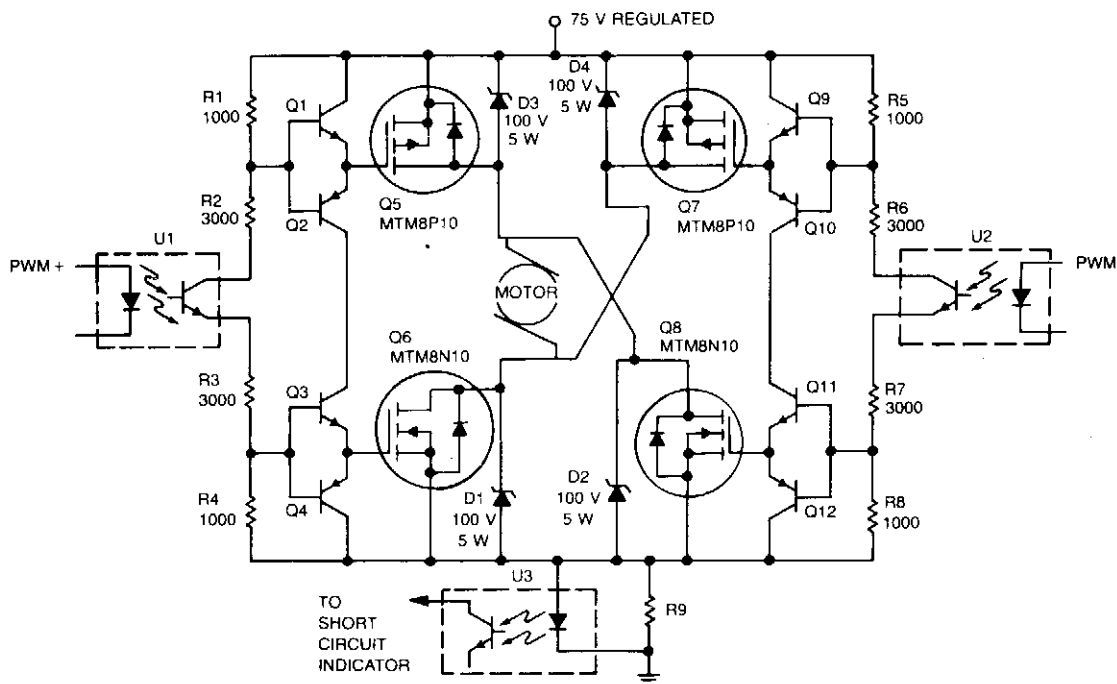 75 V REGULATED
R1
1000
Q1
D3
100 V
5 W
D4
100 V
5 W
Q9
R5
1000
R2
3000
Q2
Q5
MTM8P10
Q7
MTM8P10
Q10
R6
3000
U1
PWM +
U2
PWM
MOTOR
Q6
MTM8N10
Q8
MTM8N10
R3
3000
Q3
Q11
R7
3000
R4
1000
Q4
D1
100 V
5 W
D2
100 V
5 W
Q12
R8
1000
U3
TO
SHORT
CIRCUIT
INDICATOR
R9